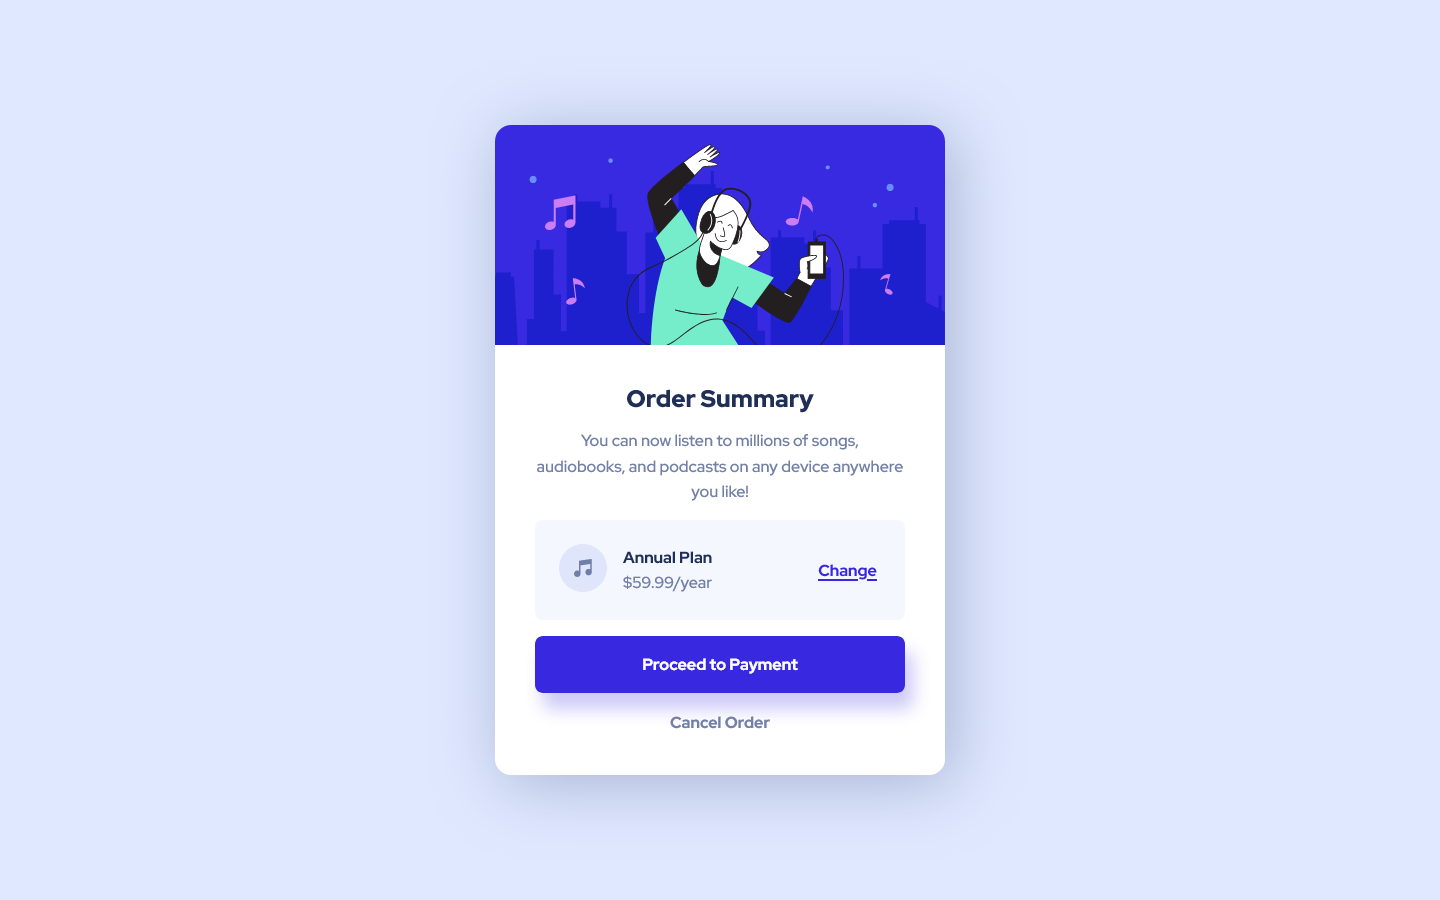 Order Summary
You can now listen to millions of songs,
audiobooks, and podcasts on any device anywhere
you like!
Annual Plan
$59.99/year
Change
Proceed to Payment
Cancel Order